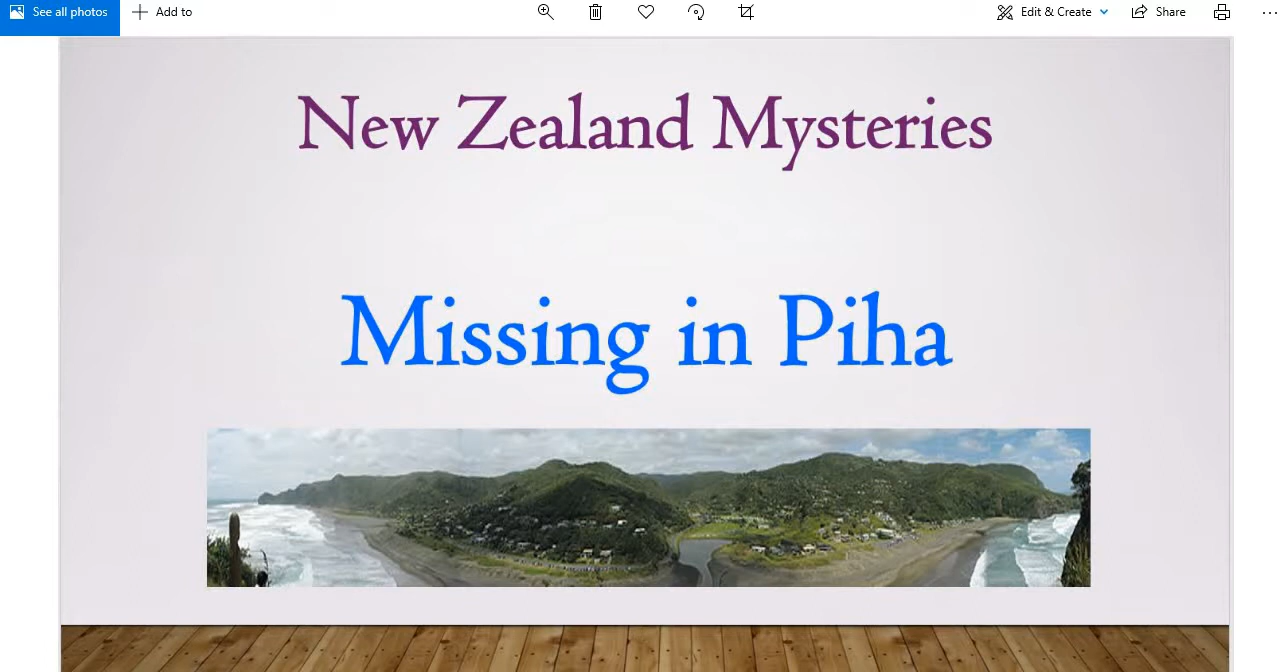 See all photos
Add to
Edit & Create
Share
New Zealand Mysteries
Missing in Piha